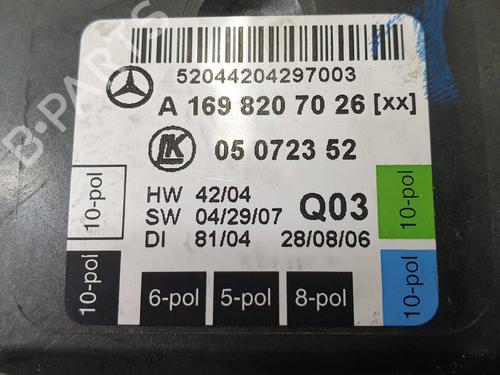 52044204297003
A 169 820 70 26 [xx]
LK 05 0723 52
HW 42/04
SW 04/29/07 Q03
DI 81/04 28/08/06
10-pol
10-pol
10-pol
10-pol
6-pol 5-pol 8-pol
B-PARTS